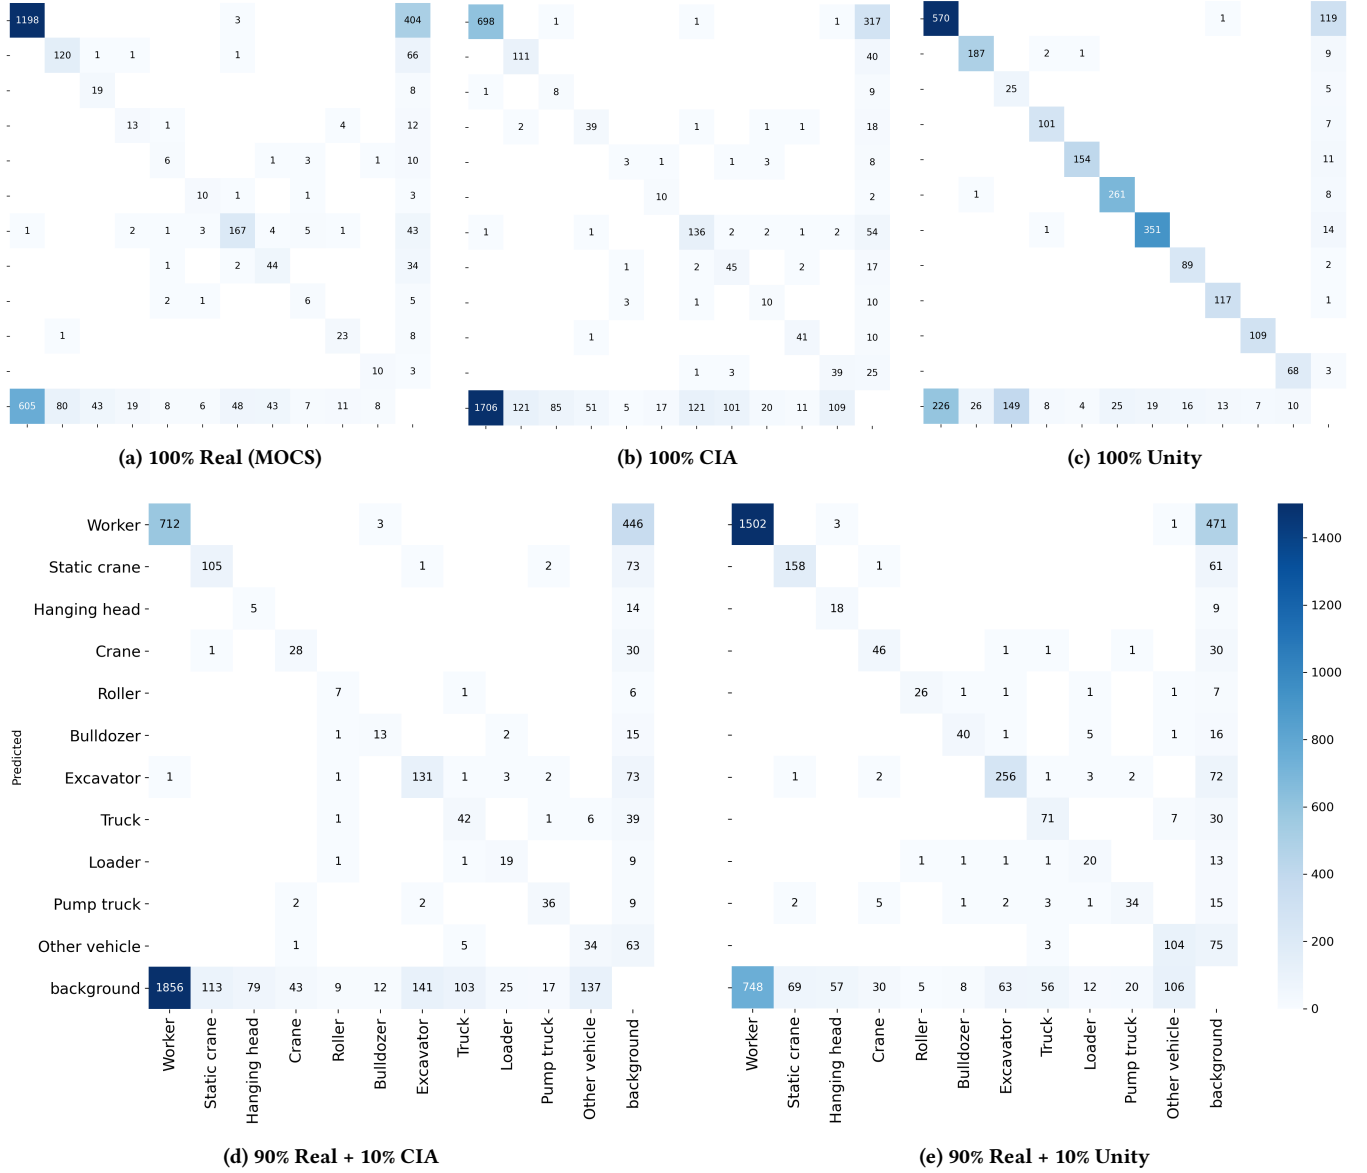 1198 3 404
120 1 1 1 66
19 8
13 1 4 12
6 1 3 1 10
10 1 1 3
1 2 1 3 167 4 5 1 43
1 2 44 34
2 1 6 5
1 23 8
10 3
605 80 43 19 8 6 48 43 7 11 8
(a) 100% Real (MOCS)
698 1 1 1 317
111 40
1 8 9
2 39 1 1 1 18
3 1 1 3 8
10 2
1 1 136 2 2 1 2 54
1 2 45 2 17
3 1 10 10
1 41 10
1 3 39 25
1706 121 85 51 5 17 121 101 20 11 109
(b) 100% CIA
570 1 119
187 2 1 9
25 5
101 7
154 11
1 261 8
1 351 14
89 2
117 1
109
68 3
226 26 149 8 4 25 19 16 13 7 10
(c) 100% Unity
Predicted
Worker 712 3 446
Static crane 105 1 2 73
Hanging head 5 14
Crane 1 28 30
Roller 7 1 6
Bulldozer 1 13 2 15
Excavator 1 1 131 1 3 2 73
Truck 1 42 1 6 39
Loader 1 1 19 9
Pump truck 2 2 36 9
Other vehicle 1 5 34 63
background 1856 113 79 43 9 12 141 103 25 17 137
Worker
Static crane
Hanging head
Crane
Roller
Bulldozer
Excavator
Truck
Loader
Pump truck
Other vehicle
background
(d) 90% Real + 10% CIA
1502 3 1 471
158 1 61
18 9
46 1 1 1 30
26 1 1 1 1 7
40 1 5 1 16
1 2 256 1 3 2 72
71 7 30
1 1 1 1 20 13
2 5 1 2 3 1 34 15
3 104 75
748 69 57 30 5 8 63 56 12 20 106
Worker
Static crane
Hanging head
Crane
Roller
Bulldozer
Excavator
Truck
Loader
Pump truck
Other vehicle
background
1400
1200
1000
800
600
400
200
0
(e) 90% Real + 10% Unity